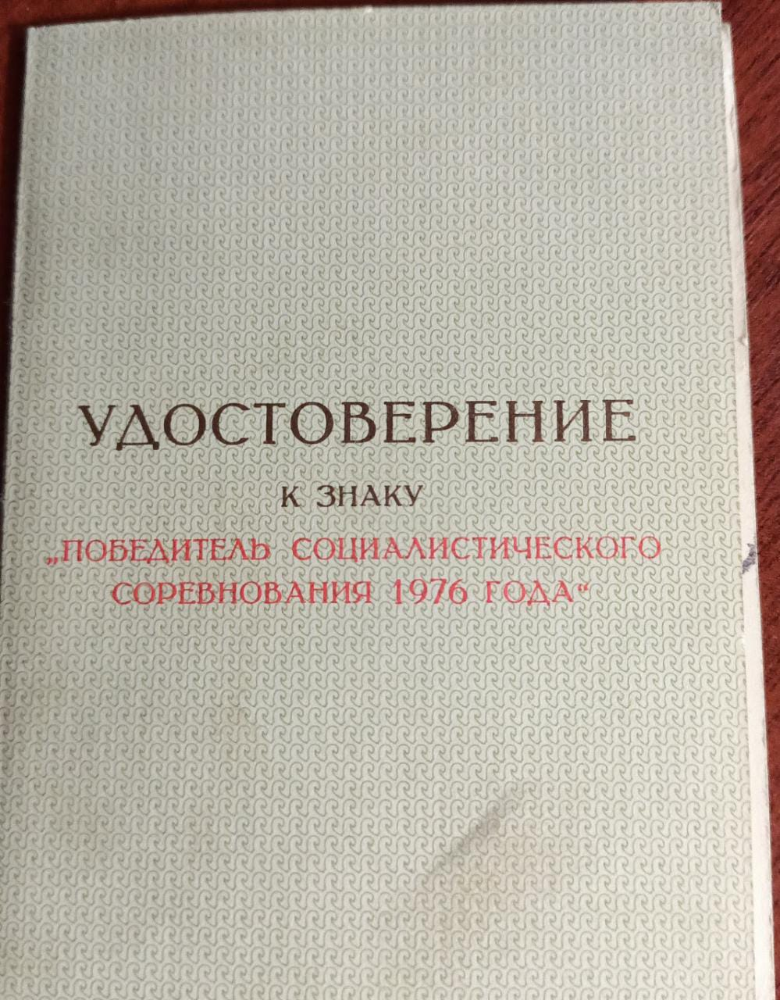 УДОСТОВЕРЕНИЕ
К ЗНАКУ
„ПОБЕДИТЕЛЬ СОЦИАЛИСТИЧЕСКОГО
СОРЕВНОВАНИЯ 1976 ГОДА“